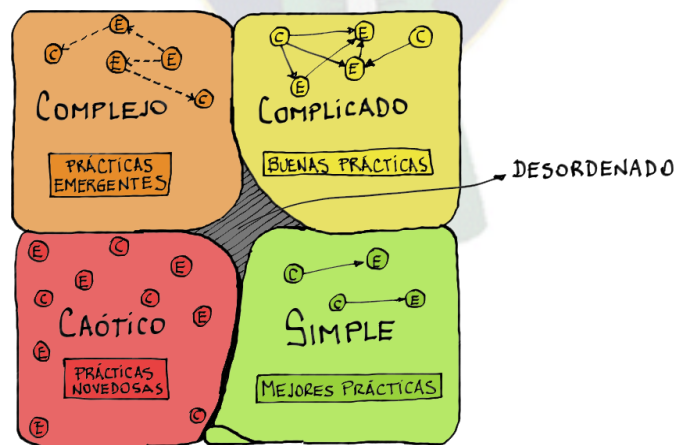 E
C
E
E
C
COMPLEJO
PRÁCTICAS
EMERGENTES
C
E
C
E
E
COMPLICADO
BUENAS PRÁCTICAS
DESORDENADO
E
C
E
E
C
C
E
E
E
C
CAÓTICO
PRÁCTICAS
NOVEDOSAS
C
E
C
E
SIMPLE
MEJORES PRÁCTICAS